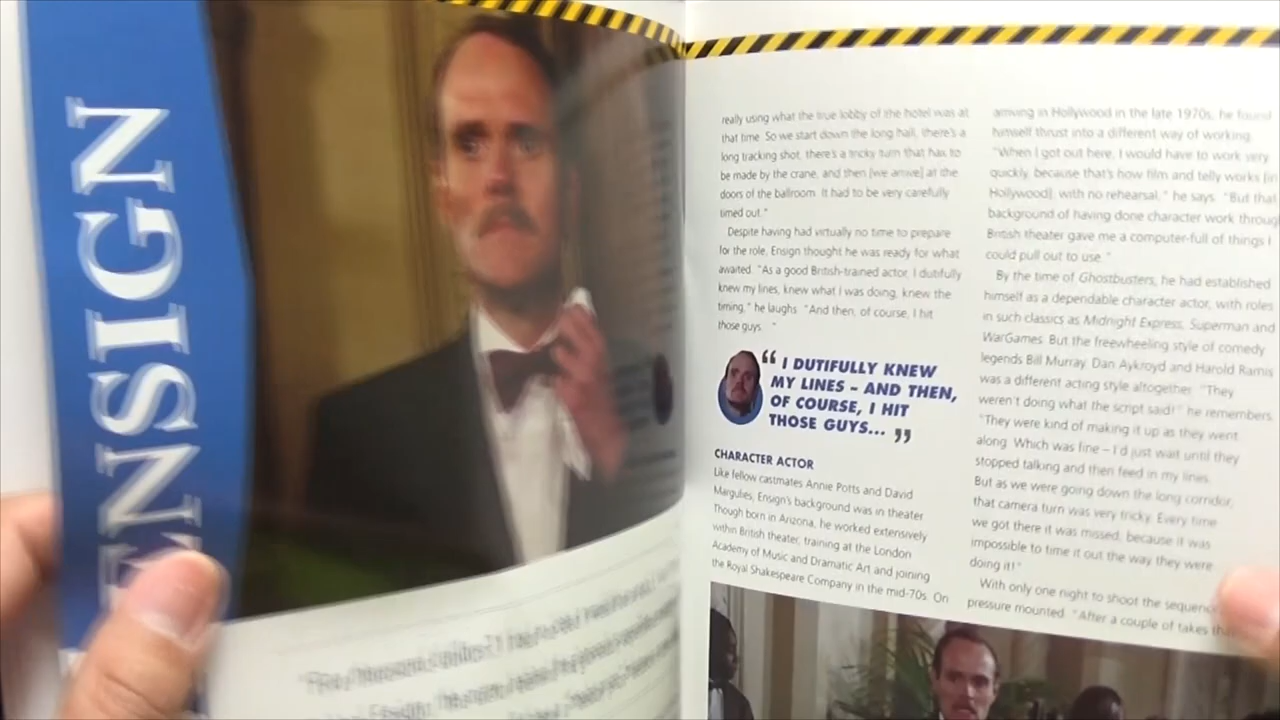 ENSIGN
really using what the true lobby of the hotel was at
that time. So we start down the long hall, there's a
long tracking shot, there's a tricky turn that has to
be made by the crane, and then [we arrive] at the
doors of the ballroom. It had to be very carefully
timed out."
Despite having had virtually no time to prepare
for the role, Ensign thought he was ready for what
awaited. "As a good British-trained actor, I dutifully
knew my lines, knew what I was doing, knew the
timing," he laughs. "And then, of course, I hit
those guys..."
“ I DUTIFULLY KNEW
MY LINES – AND THEN,
OF COURSE, I HIT
THOSE GUYS... ”
CHARACTER ACTOR
Like fellow castmates Annie Potts and David
Margulies, Ensign's background was in theater.
Though born in Arizona, he worked extensively
within British theater, training at the London
Academy of Music and Dramatic Art and joining
the Royal Shakespeare Company in the mid-70s. On
arriving in Hollywood in the late 1970s, he found
himself thrust into a different way of working.
"When I got out here, I would have to work very
quickly, because that's how film and telly works [in
Hollywood], with no rehearsal," he says. "But that
background of having done character work through
British theater gave me a computer-full of things I
could pull out to use."
By the time of Ghostbusters, he had established
himself as a dependable character actor, with roles
in such classics as Midnight Express, Superman and
WarGames. But the freewheeling style of comedy
legends Bill Murray, Dan Aykroyd and Harold Ramis
was a different acting style altogether. "They
weren't doing what the script said!" he remembers.
"They were kind of making it up as they went
along. Which was fine – I'd just wait until they
stopped talking and then feed in my lines.
But as we were going down the long corridor,
that camera turn was very tricky. Every time
we got there it was missed, because it was
impossible to time it out the way they were
doing it!"
With only one night to shoot the sequence
pressure mounted. "After a couple of takes